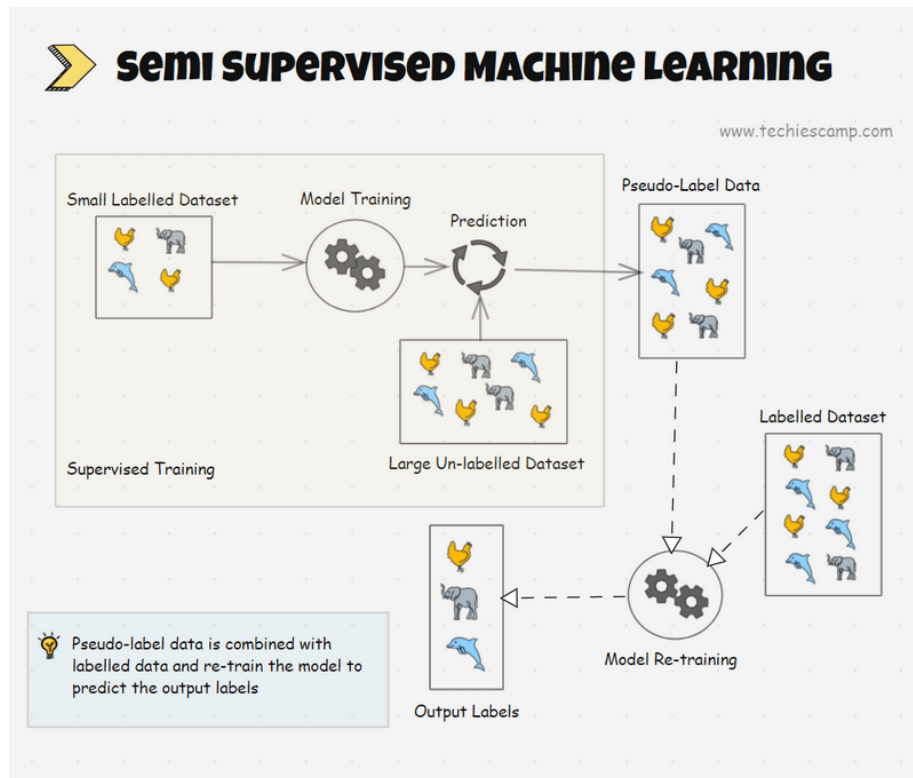 Semi Supervised Machine Learning
www.techiescamp.com
Small Labelled Dataset
Model Training
Prediction
Pseudo-Label Data
Large Un-labelled Dataset
Supervised Training
Labelled Dataset
Model Re-training
Output Labels
Pseudo-label data is combined with
labelled data and re-train the model to
predict the output labels